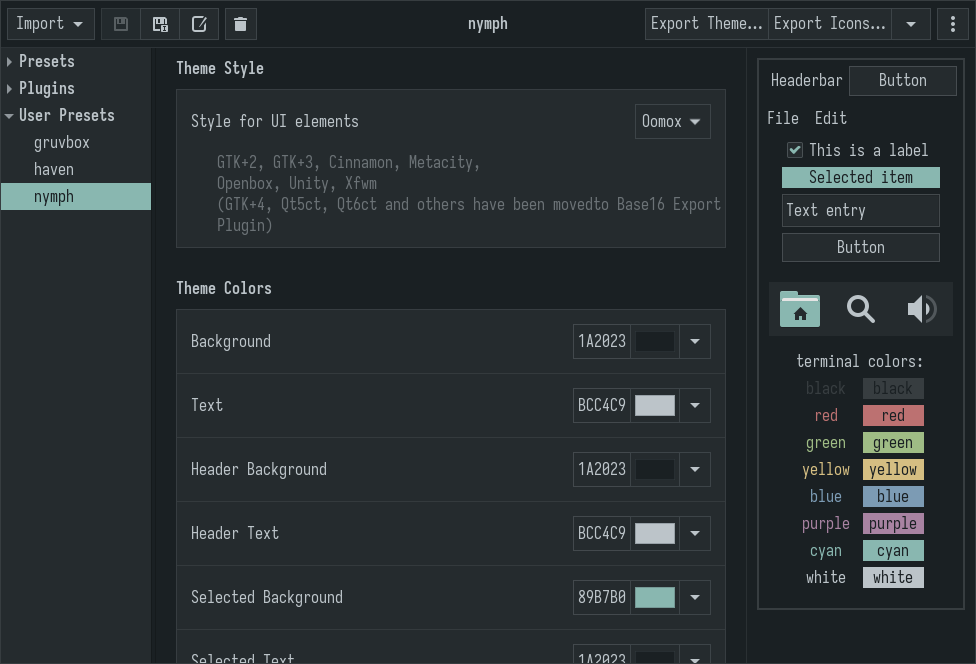 Import
nymph
Export Theme...
Export Icons...
Presets
Plugins
User Presets
gruvbox
haven
nymph
Theme Style
Style for UI elements
Oomox
GTK+2, GTK+3, Cinnamon, Metacity,
Openbox, Unity, Xfwm
(GTK+4, Qt5ct, Qt6ct and others have been movedto Base16 Export
Plugin)
Theme Colors
Background
1A2023
Text
BCC4C9
Header Background
1A2023
Header Text
BCC4C9
Selected Background
89B7B0
Selected Text
1A2023
Headerbar
Button
File Edit
This is a label
Selected item
Text entry
Button
terminal colors:
black black
red red
green green
yellow yellow
blue blue
purple purple
cyan cyan
white white